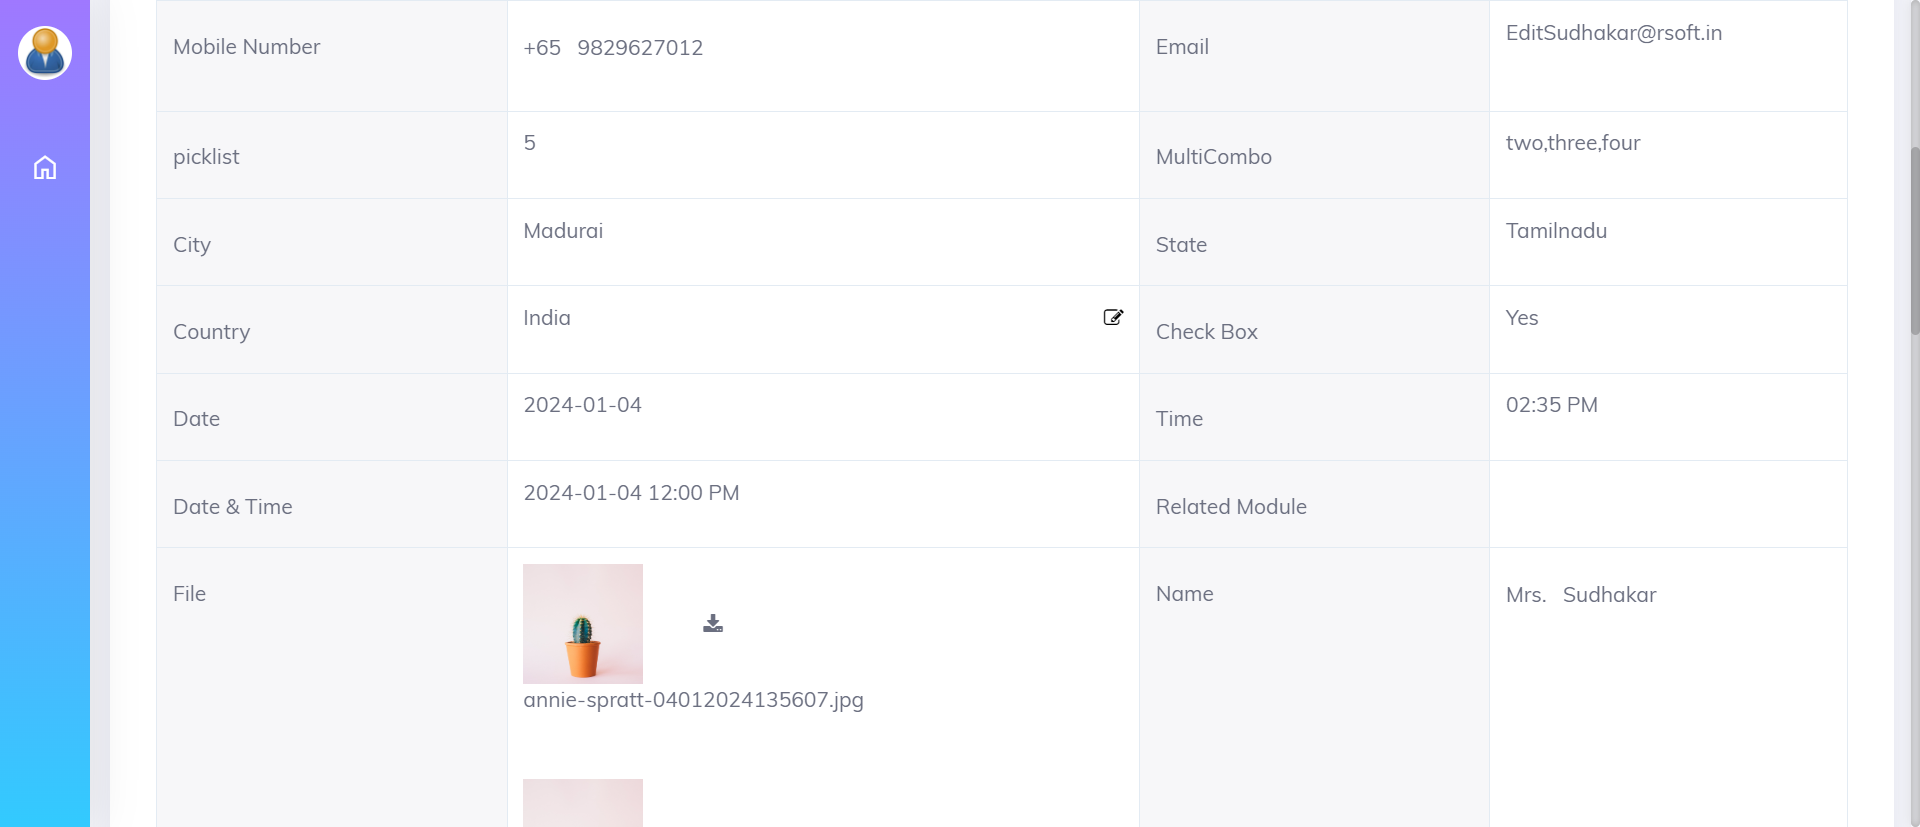 Mobile Number +65 9829627012 Email EditSudhakar@rsoft.in
picklist 5 MultiCombo two,three,four
City Madurai State Tamilnadu
Country India Check Box Yes
Date 2024-01-04 Time 02:35 PM
Date & Time 2024-01-04 12:00 PM Related Module
File Name Mrs. Sudhakar
annie-spratt-04012024135607.jpg